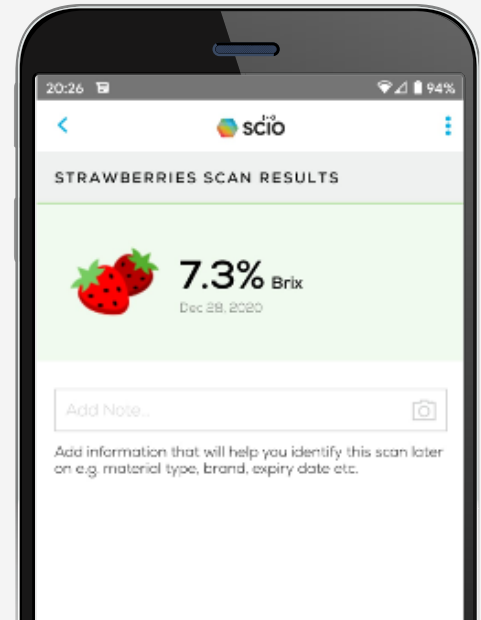 20:26 94%
scio
STRAWBERRIES SCAN RESULTS
7.3% Brix
Dec 28, 2020
Add Note...
Add information that will help you identify this scan later
on e.g. material type, brand, expiry date etc.